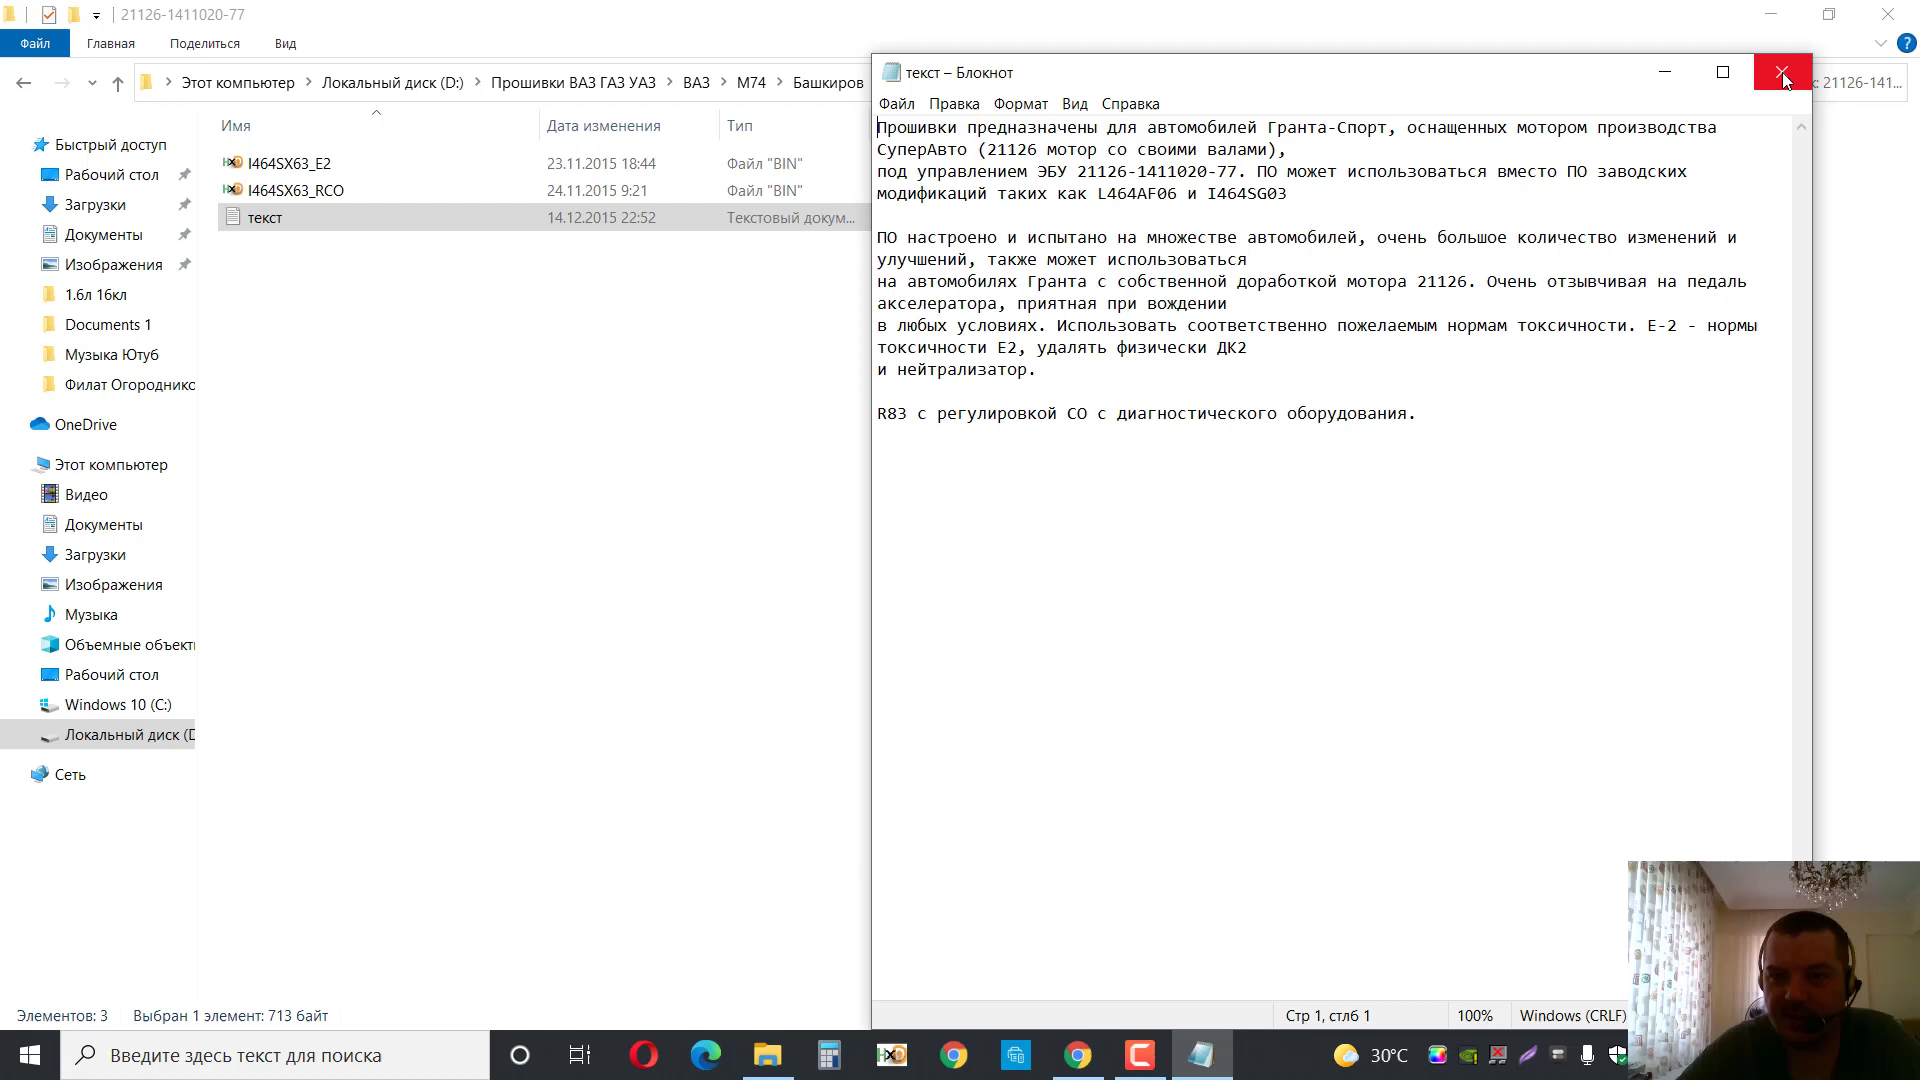 21126-1411020-77
Файл Главная Поделиться Вид
Этот компьютер Локальный диск (D:) Прошивки ВАЗ ГАЗ УАЗ ВАЗ M74 Башкиров
21126-141...
Имя Дата изменения Тип
I464SX63_E2 23.11.2015 18:44 Файл "BIN"
I464SX63_RCO 24.11.2015 9:21 Файл "BIN"
текст 14.12.2015 22:52 Текстовый докум...
Быстрый доступ
Рабочий стол
Загрузки
Документы
Изображения
1.6л 16кл
Documents 1
Музыка Ютуб
Филат Огороднико
OneDrive
Этот компьютер
Видео
Документы
Загрузки
Изображения
Музыка
Объемные объект
Рабочий стол
Windows 10 (C:)
Локальный диск (D
Сеть
текст – Блокнот
Файл Правка Формат Вид Справка
Прошивки предназначены для автомобилей Гранта-Спорт, оснащенных мотором производства
СуперАвто (21126 мотор со своими валами),
под управлением ЭБУ 21126-1411020-77. ПО может использоваться вместо ПО заводских
модификаций таких как L464AF06 и I464SG03
ПО настроено и испытано на множестве автомобилей, очень большое количество изменений и
улучшений, также может использоваться
на автомобилях Гранта с собственной доработкой мотора 21126. Очень отзывчивая на педаль
акселератора, приятная при вождении
в любых условиях. Использовать соответственно пожелаемым нормам токсичности. Е-2 - нормы
токсичности Е2, удалять физически ДК2
и нейтрализатор.
R83 с регулировкой СО с диагностического оборудования.
Стр 1, стлб 1 100% Windows (CRLF)
Элементов: 3 Выбран 1 элемент: 713 байт
Введите здесь текст для поиска
30°C